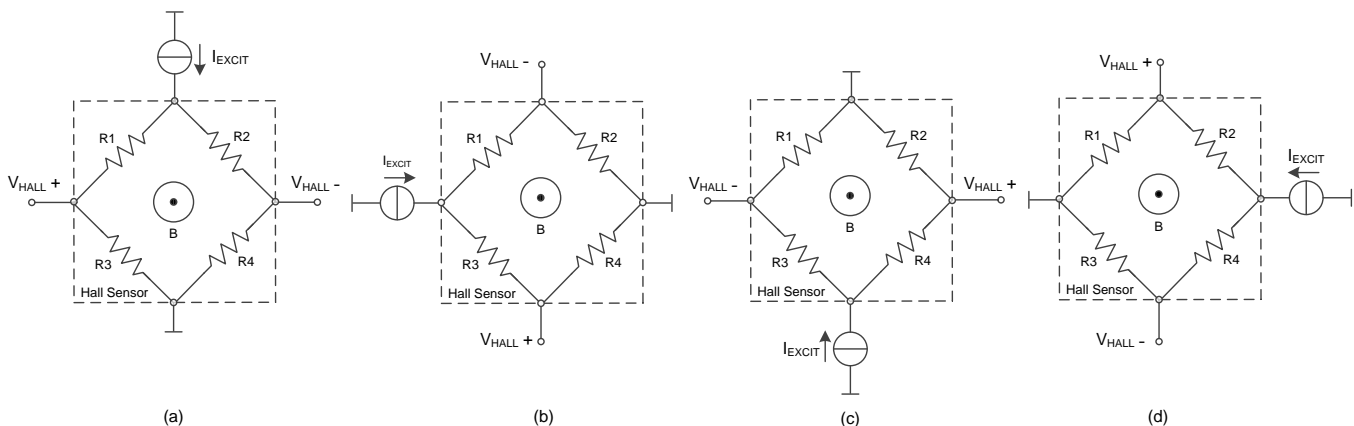 I_EXCIT
R1
R2
V_HALL +
V_HALL -
B
R3
R4
Hall Sensor
(a)
V_HALL -
R1
R2
I_EXCIT
B
R3
R4
Hall Sensor
V_HALL +
(b)
R1
R2
V_HALL -
V_HALL +
B
R3
R4
Hall Sensor
I_EXCIT
(c)
V_HALL +
R1
R2
I_EXCIT
B
R3
R4
Hall Sensor
V_HALL -
(d)